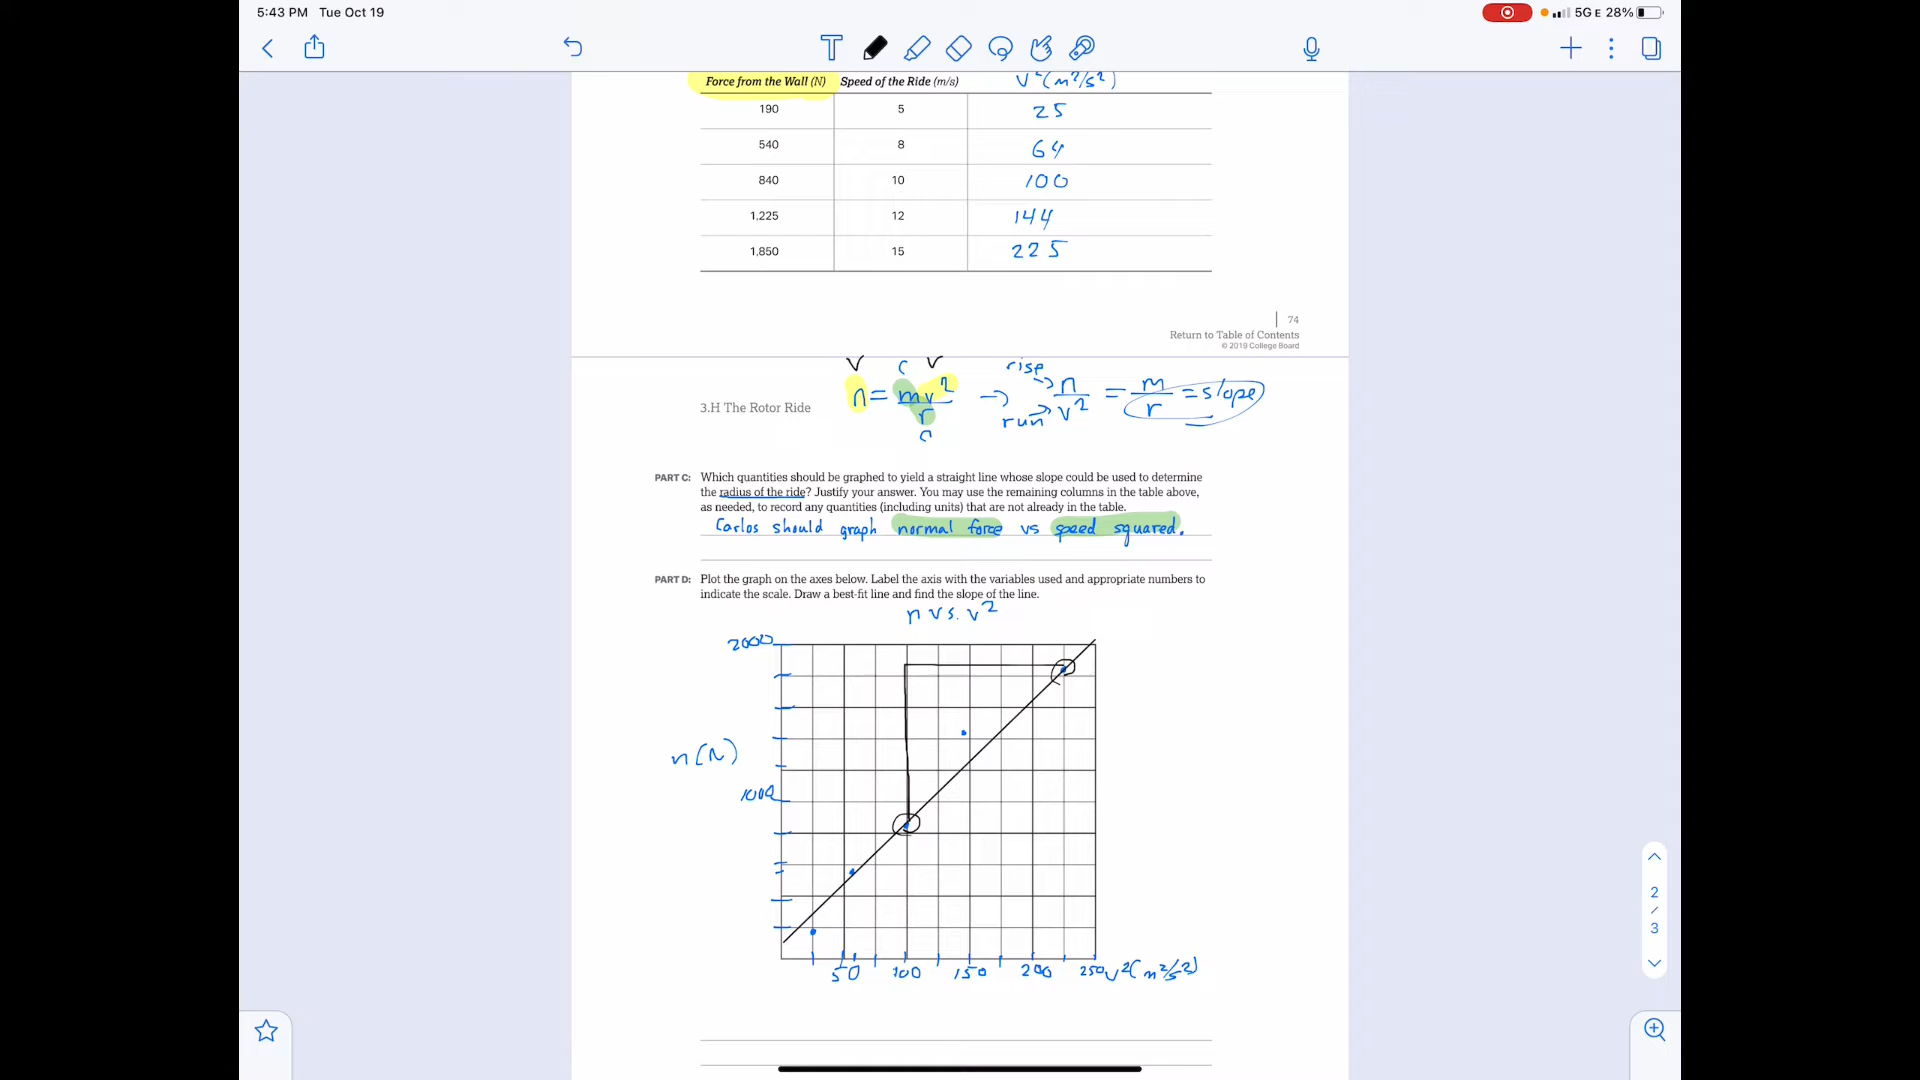 5:43 PM Tue Oct 19
5G E 28%
Force from the Wall (N) Speed of the Ride (m/s) v² (m²/s²)
190 5 25
540 8 64
840 10 100
1,225 12 144
1,850 15 225
74
Return to Table of Contents
© 2019 College Board
v c v
3.H The Rotor Ride
n = mv²/r → rise → n / run → v² = m/r = slope
c
PART C: Which quantities should be graphed to yield a straight line whose slope could be used to determine
the radius of the ride? Justify your answer. You may use the remaining columns in the table above,
as needed, to record any quantities (including units) that are not already in the table.
Carlos should graph normal force vs speed squared.
PART D: Plot the graph on the axes below. Label the axis with the variables used and appropriate numbers to
indicate the scale. Draw a best-fit line and find the slope of the line.
n vs. v²
2000
n (N)
1000
50 100 150 200 250 v² (m²/s²)
2
/
3